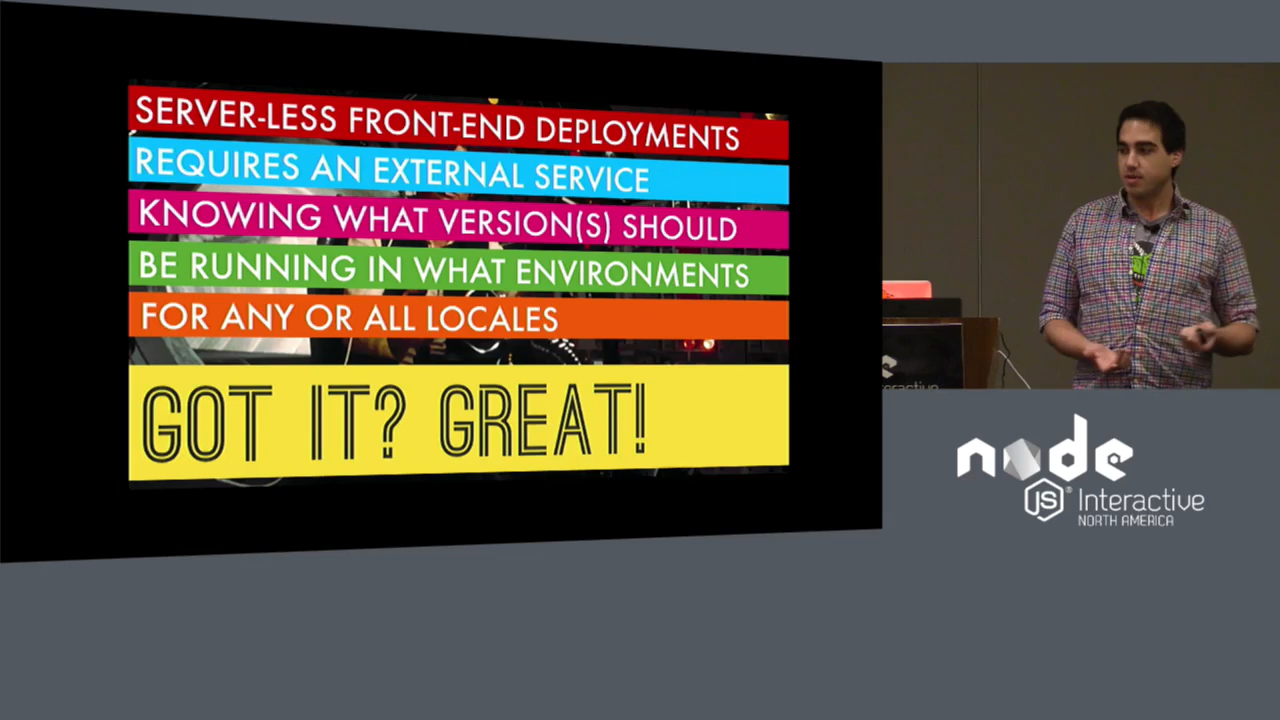 SERVER-LESS FRONT-END DEPLOYMENTS
REQUIRES AN EXTERNAL SERVICE
KNOWING WHAT VERSION(S) SHOULD
BE RUNNING IN WHAT ENVIRONMENTS
FOR ANY OR ALL LOCALES
GOT IT? GREAT!
node
JS® Interactive
NORTH AMERICA